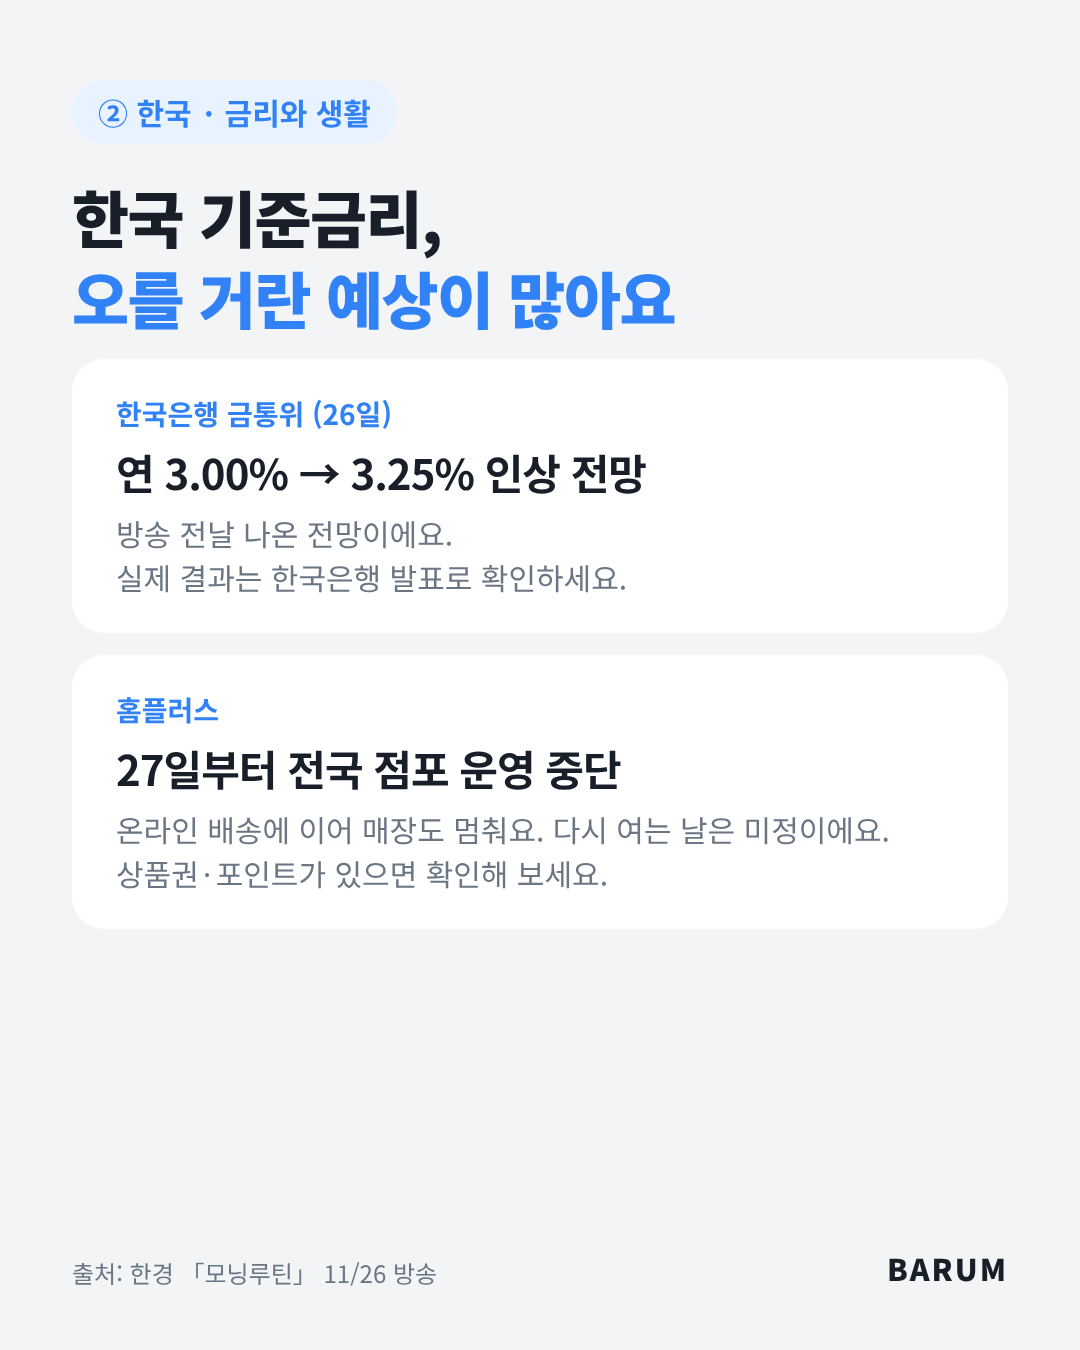 ② 한국 · 금리와 생활
한국 기준금리,
오를 거란 예상이 많아요
한국은행 금통위 (26일)
연 3.00% → 3.25% 인상 전망
방송 전날 나온 전망이에요.
실제 결과는 한국은행 발표로 확인하세요.
홈플러스
27일부터 전국 점포 운영 중단
온라인 배송에 이어 매장도 멈춰요. 다시 여는 날은 미정이에요.
상품권·포인트가 있으면 확인해 보세요.
출처: 한경 「모닝루틴」 11/26 방송
BARUM